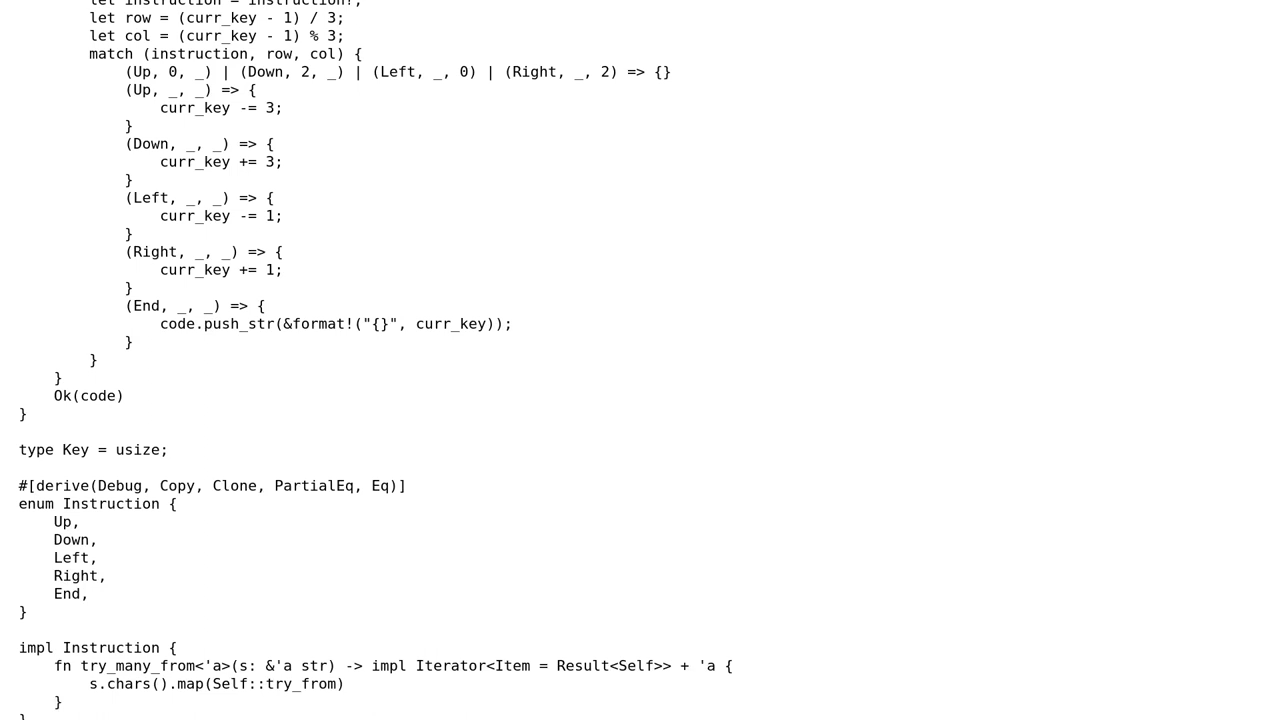 let instruction = instruction?;
let row = (curr_key - 1) / 3;
let col = (curr_key - 1) % 3;
match (instruction, row, col) {
(Up, 0, _) | (Down, 2, _) | (Left, _, 0) | (Right, _, 2) => {}
(Up, _, _) => {
curr_key -= 3;
}
(Down, _, _) => {
curr_key += 3;
}
(Left, _, _) => {
curr_key -= 1;
}
(Right, _, _) => {
curr_key += 1;
}
(End, _, _) => {
code.push_str(&format!("{}", curr_key));
}
}
}
Ok(code)
}
type Key = usize;
#[derive(Debug, Copy, Clone, PartialEq, Eq)]
enum Instruction {
Up,
Down,
Left,
Right,
End,
}
impl Instruction {
fn try_many_from<'a>(s: &'a str) -> impl Iterator<Item = Result<Self>> + 'a {
s.chars().map(Self::try_from)
}
}